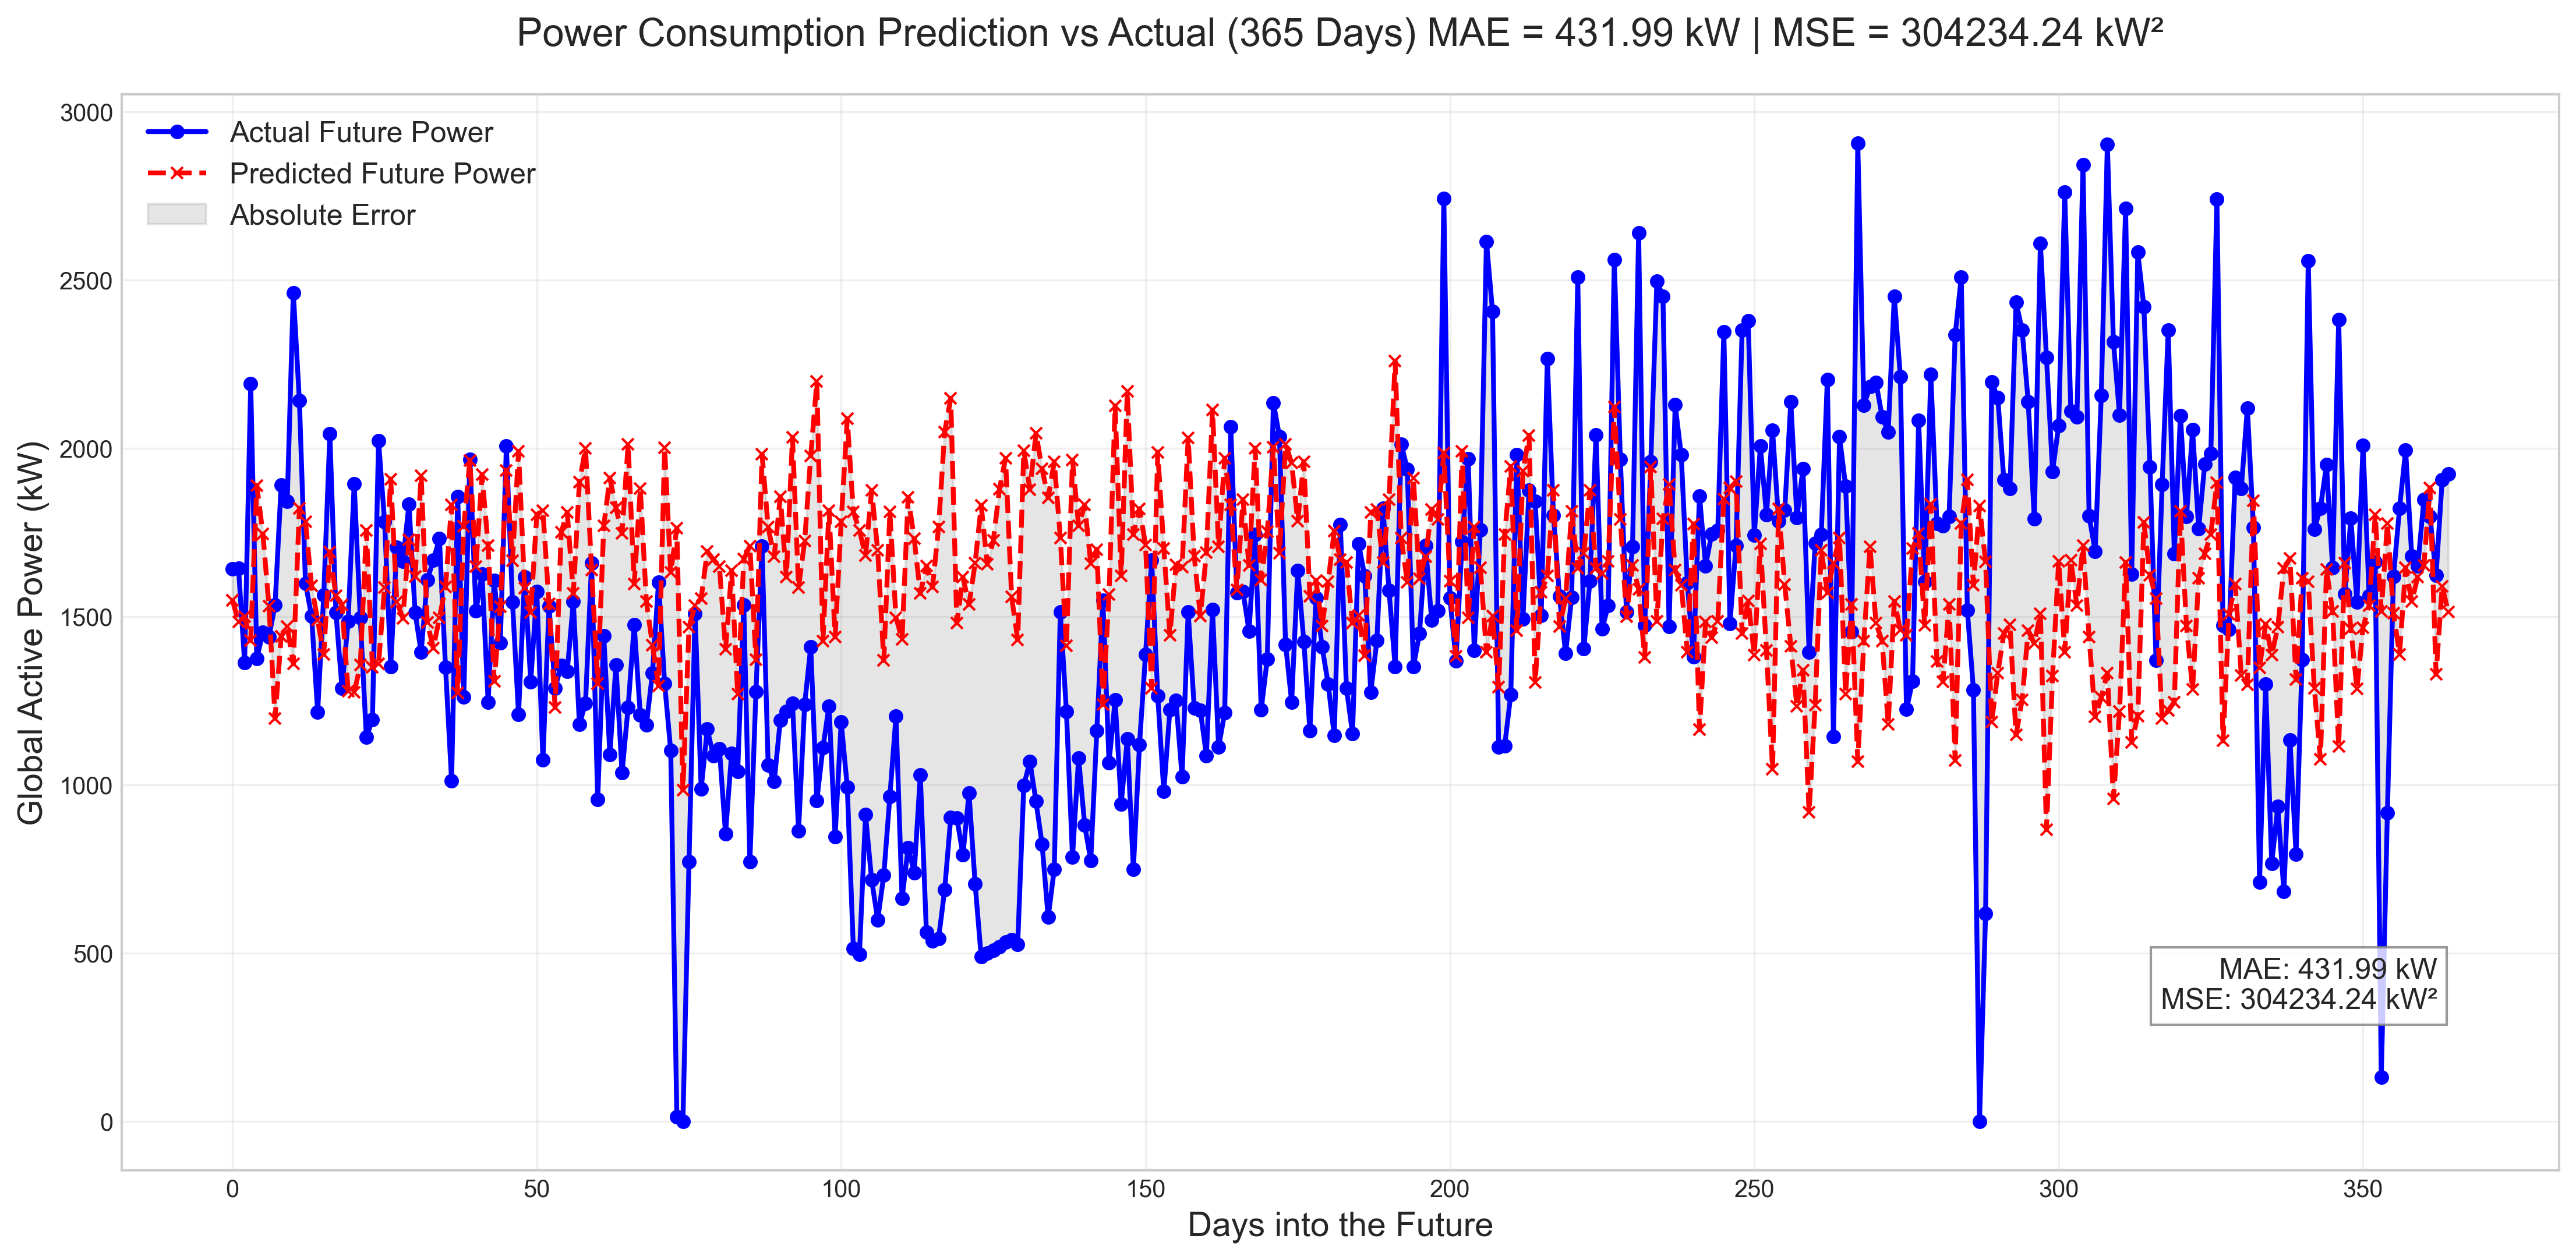 Power Consumption Prediction vs Actual (365 Days) MAE = 431.99 kW | MSE = 304234.24 kW²
Global Active Power (kW)
3000
2500
2000
1500
1000
500
0
Actual Future Power
Predicted Future Power
Absolute Error
MAE: 431.99 kW
MSE: 304234.24 kW²
0 50 100 150 200 250 300 350
Days into the Future